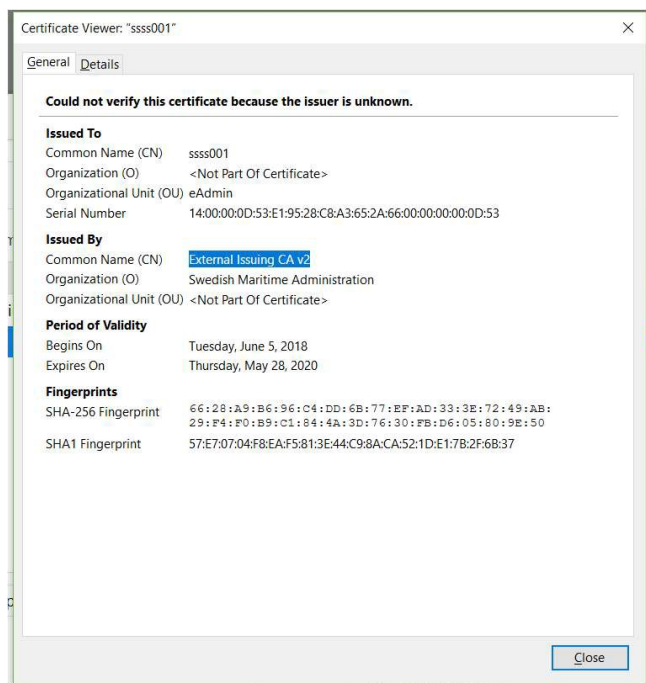 Certificate Viewer: "ssss001"
General Details
Could not verify this certificate because the issuer is unknown.
Issued To
Common Name (CN) ssss001
Organization (O) <Not Part Of Certificate>
Organizational Unit (OU) eAdmin
Serial Number 14:00:00:0D:53:E1:95:28:C8:A3:65:2A:66:00:00:00:00:0D:53
Issued By
Common Name (CN) External Issuing CA v2
Organization (O) Swedish Maritime Administration
Organizational Unit (OU) <Not Part Of Certificate>
Period of Validity
Begins On Tuesday, June 5, 2018
Expires On Thursday, May 28, 2020
Fingerprints
SHA-256 Fingerprint 66:28:A9:B6:96:C4:DD:6B:77:EF:AD:33:3E:72:49:AB:
29:F4:F0:B9:C1:84:4A:3D:76:30:FB:D6:05:80:9E:50
SHA1 Fingerprint 57:E7:07:04:F8:EA:F5:81:3E:44:C9:8A:CA:52:1D:E1:7B:2F:6B:37
Close